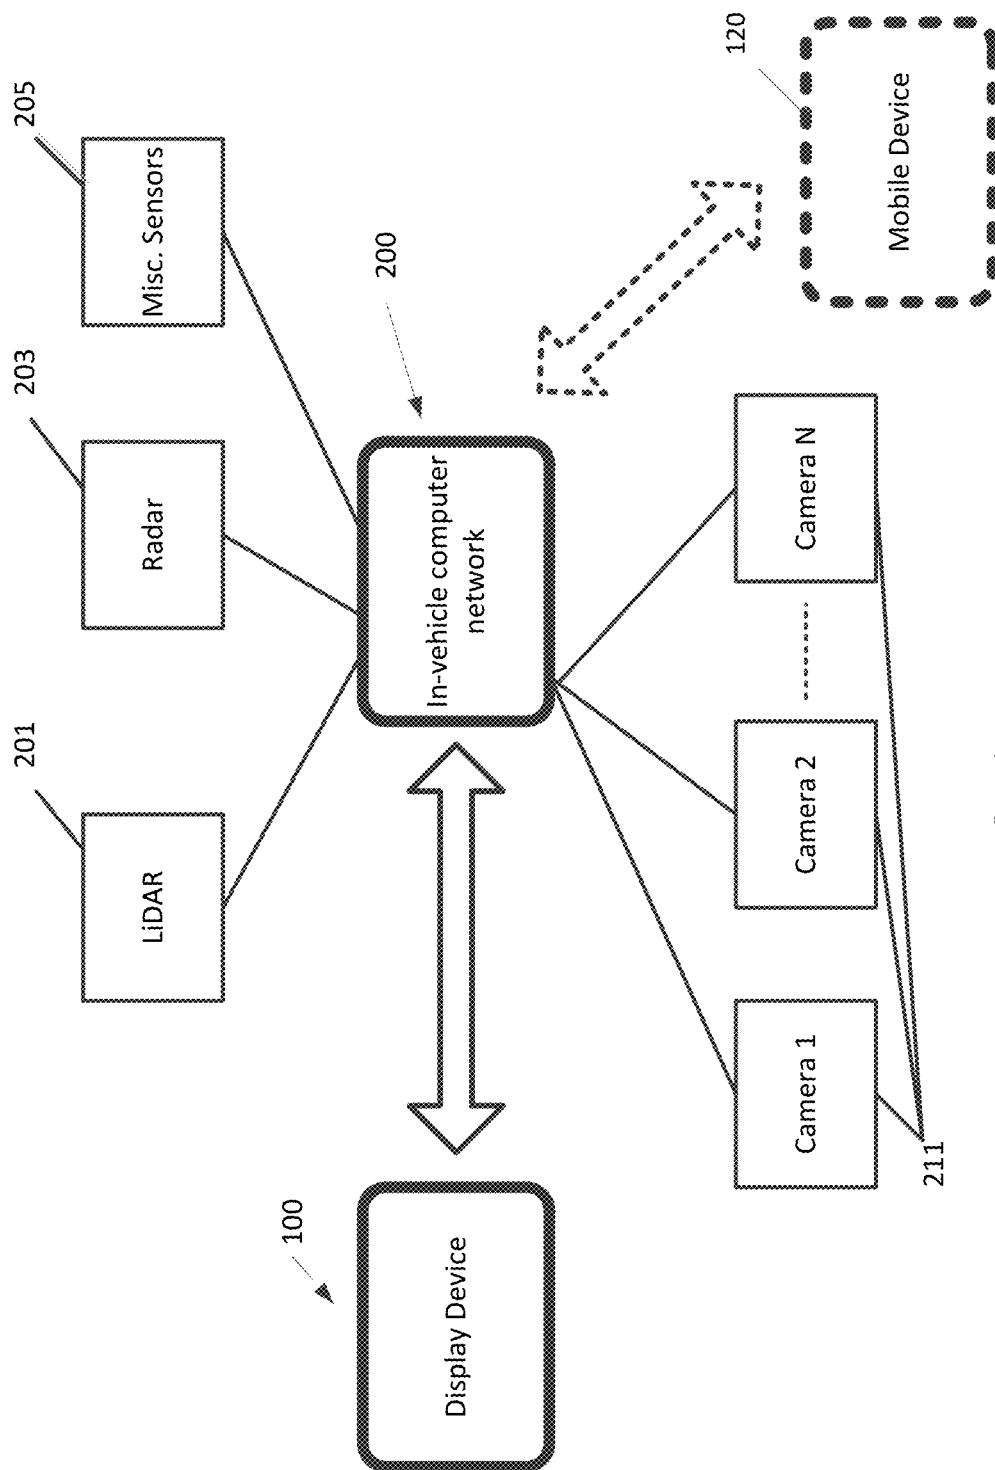 201
203
205
LiDAR
Radar
Misc. Sensors
100
200
Display Device
In-vehicle computer
network
120
Camera 1
Camera 2
Camera N
Mobile Device
211